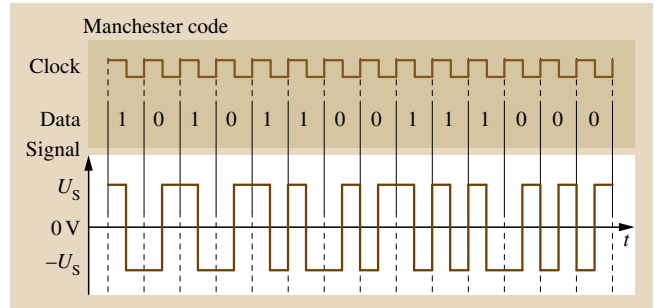 Manchester code
Clock
Data 1 0 1 0 1 1 0 0 1 1 1 0 0 0
Signal
U_S
0 V
t
–U_S